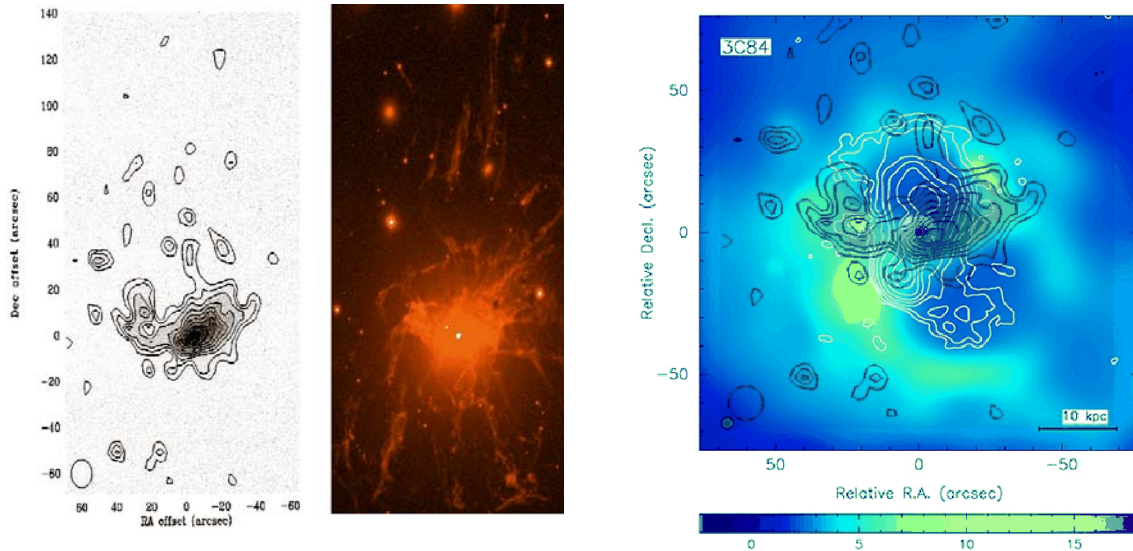 140
120
100
80
60
40
20
0
−20
−40
−60
Dec offset (arcsec)
60 40 20 0 −20 −40 −60
RA offset (arcsec)
3C84
50
0
−50
Relative Decl. (arcsec)
10 kpc
50 0 −50
Relative R.A. (arcsec)
0 5 10 15